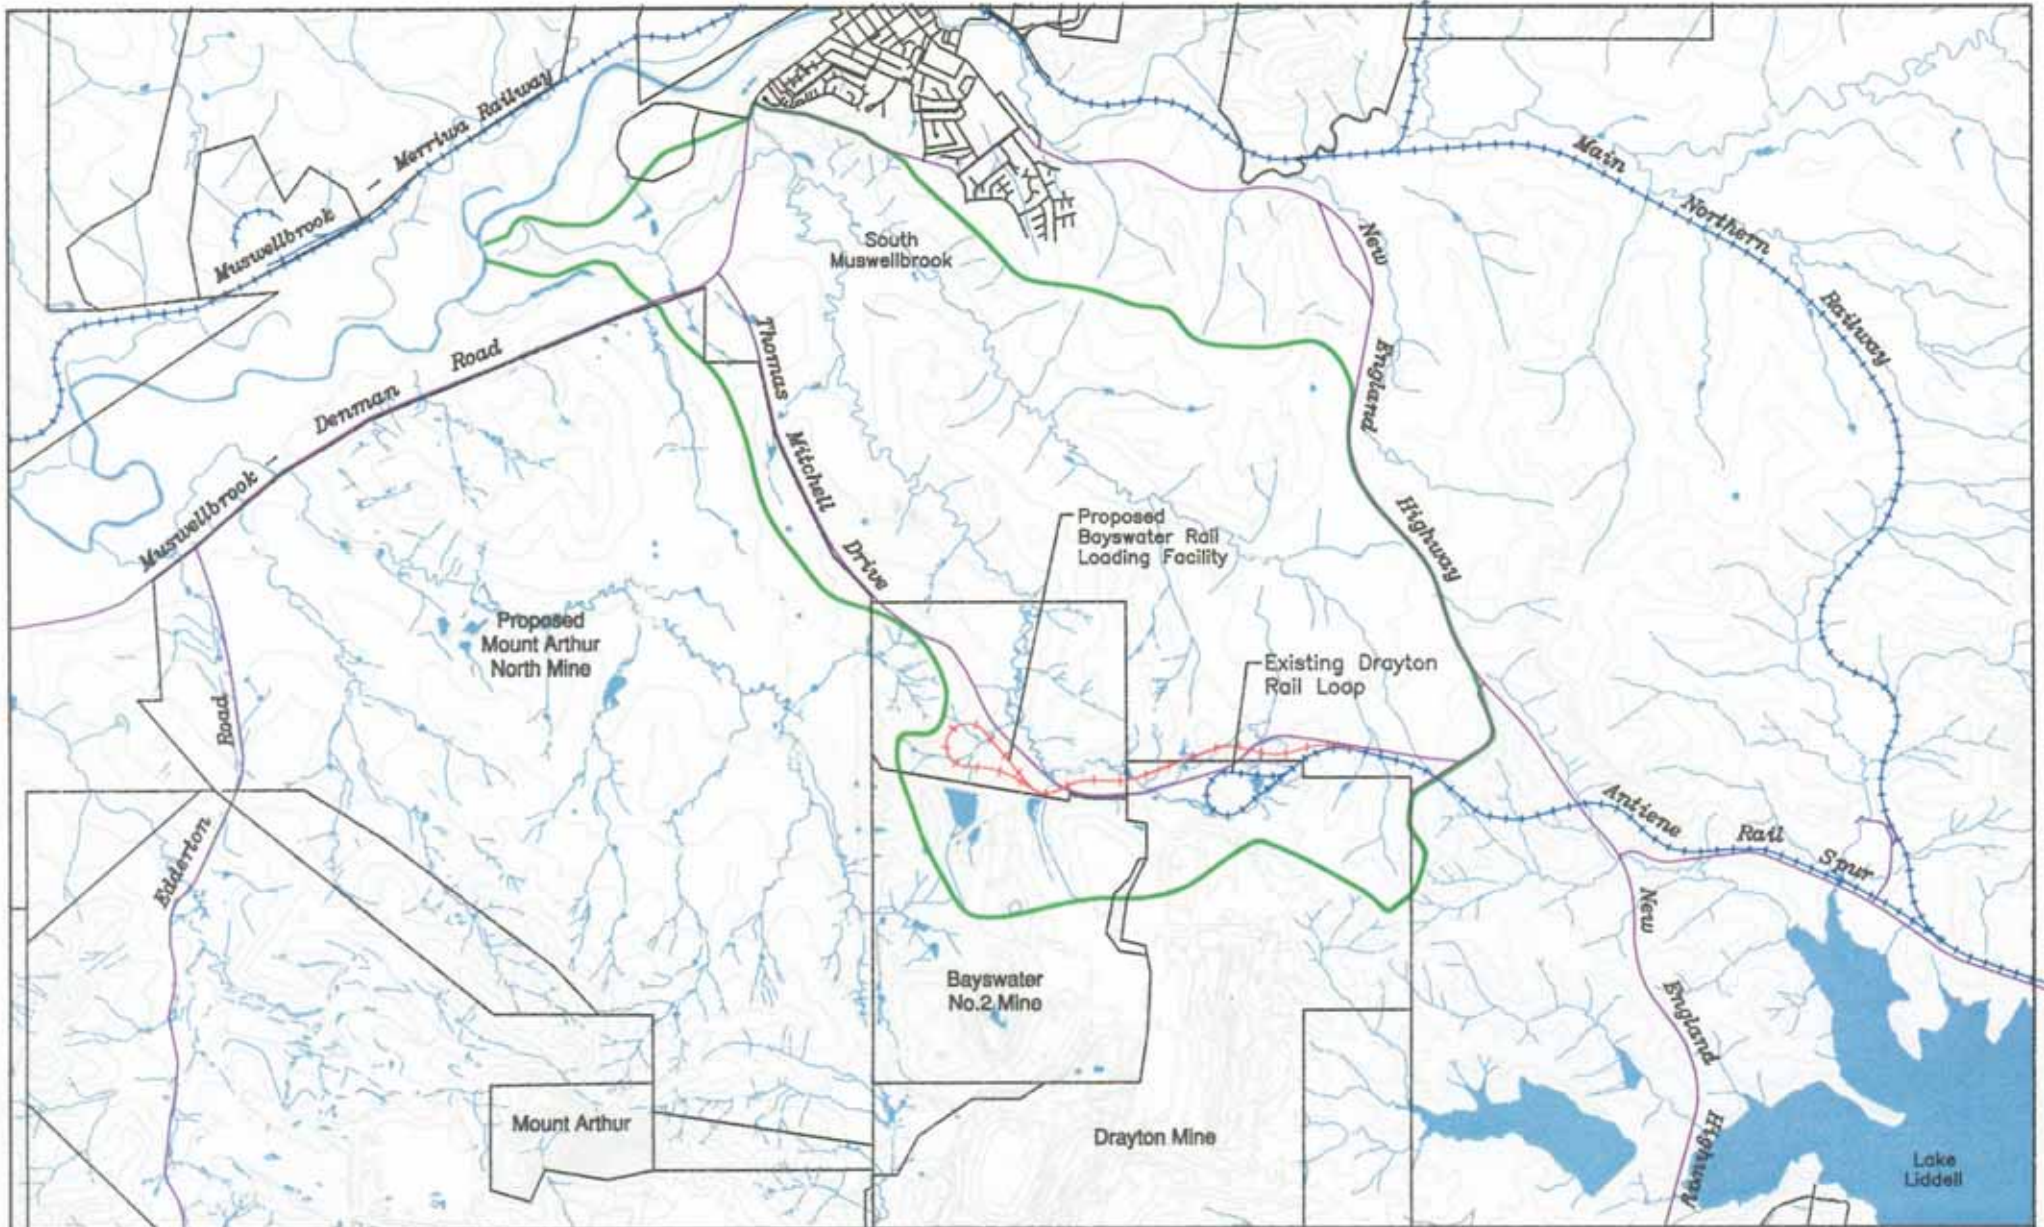 Muswellbrook — Merriwa Railway
South
Muswellbrook
Main Northern Railway
New England Highway
Muswellbrook — Denman Road
Thomas Mitchell Drive
Proposed
Bayswater Rail
Loading Facility
Proposed
Mount Arthur
North Mine
Existing Drayton
Rail Loop
Edderton Road
Antiene Rail Spur
New England Highway
Bayswater
No.2 Mine
Mount Arthur
Drayton Mine
Lake
Liddell